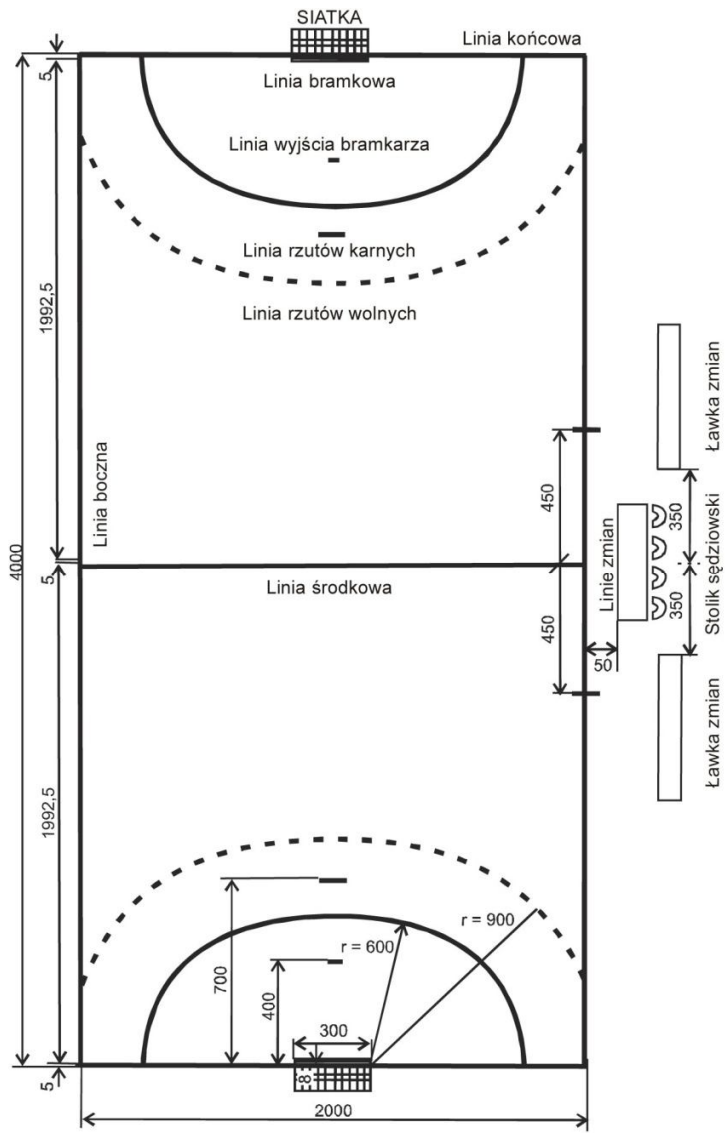 SIATKA
Linia końcowa
5
Linia bramkowa
Linia wyjścia bramkarza
Linia rzutów karnych
Linia rzutów wolnych
1992,5
Linia boczna
4000
5
450
Linia środkowa
450
Linie zmian
50
Ławka zmian
350
Stolik sędziowski
350
Ławka zmian
1992,5
r = 900
r = 600
700
400
300
8
5
2000